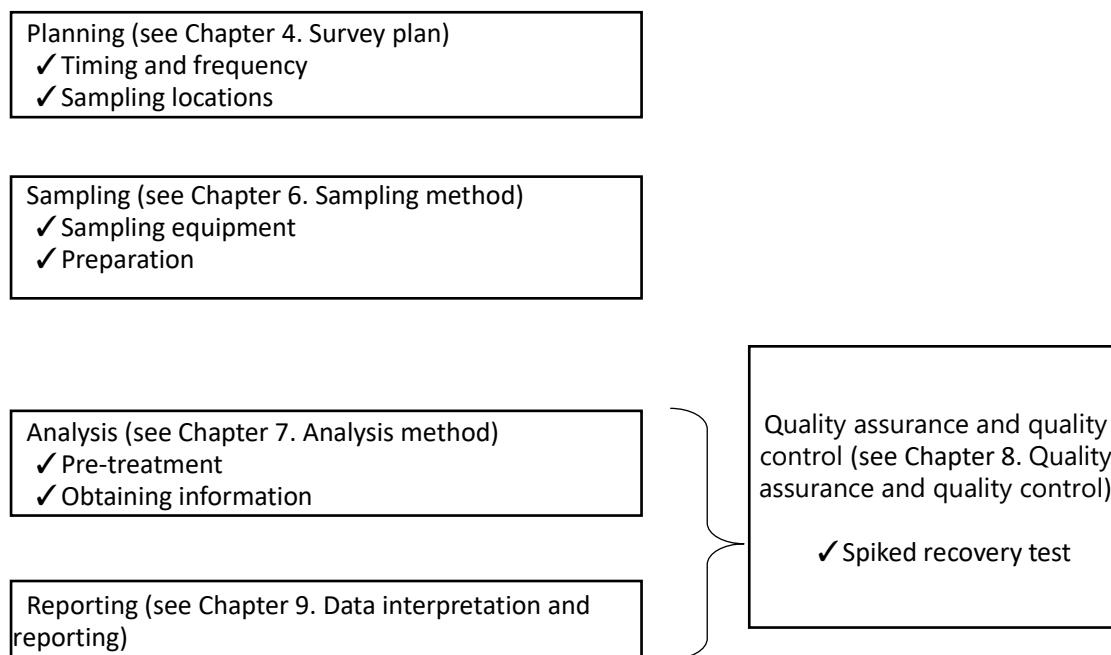 Planning (see Chapter 4. Survey plan)
✓Timing and frequency
✓Sampling locations
Sampling (see Chapter 6. Sampling method)
✓Sampling equipment
✓Preparation
Analysis (see Chapter 7. Analysis method)
✓Pre-treatment
✓Obtaining information
Reporting (see Chapter 9. Data interpretation and
reporting)
Quality assurance and quality
control (see Chapter 8. Quality
assurance and quality control)
✓Spiked recovery test